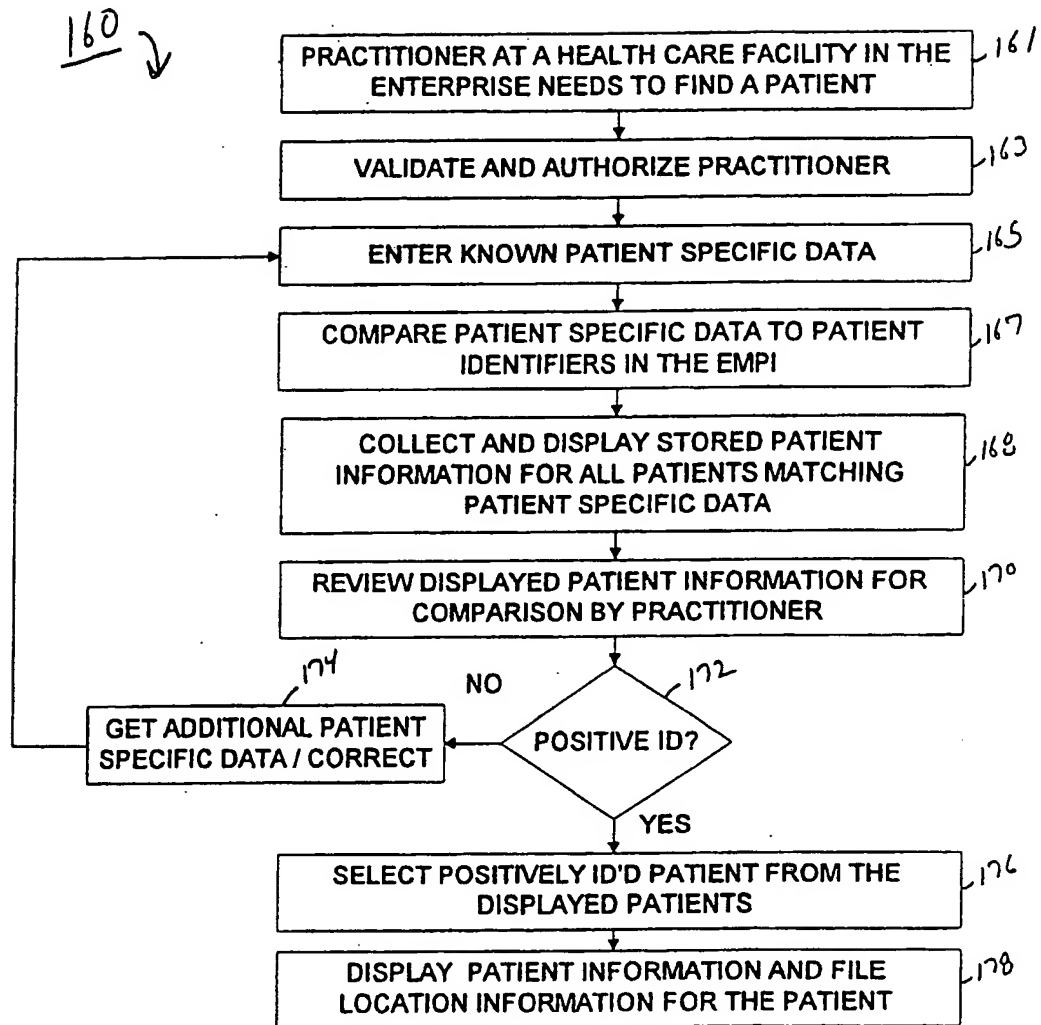 160
PRACTITIONER AT A HEALTH CARE FACILITY IN THE
ENTERPRISE NEEDS TO FIND A PATIENT
161
VALIDATE AND AUTHORIZE PRACTITIONER
163
ENTER KNOWN PATIENT SPECIFIC DATA
165
COMPARE PATIENT SPECIFIC DATA TO PATIENT
IDENTIFIERS IN THE EMPI
167
COLLECT AND DISPLAY STORED PATIENT
INFORMATION FOR ALL PATIENTS MATCHING
PATIENT SPECIFIC DATA
168
REVIEW DISPLAYED PATIENT INFORMATION FOR
COMPARISON BY PRACTITIONER
170
174
NO
172
GET ADDITIONAL PATIENT
SPECIFIC DATA / CORRECT
POSITIVE ID?
YES
SELECT POSITIVELY ID'D PATIENT FROM THE
DISPLAYED PATIENTS
176
DISPLAY PATIENT INFORMATION AND FILE
LOCATION INFORMATION FOR THE PATIENT
178